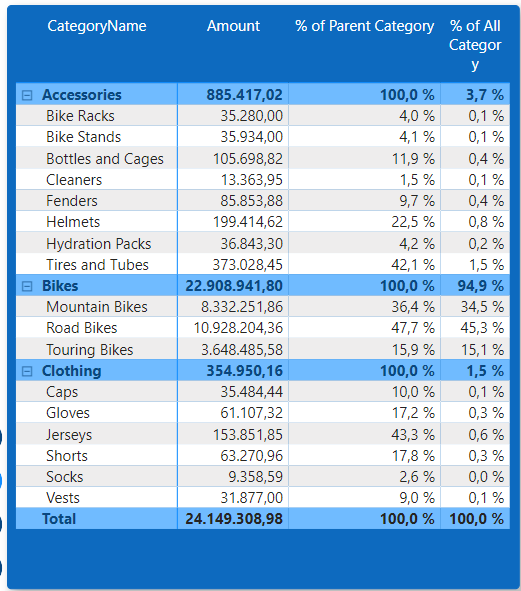 CategoryName Amount % of Parent Category % of All
Categor
y
Accessories 885.417,02 100,0 % 3,7 %
Bike Racks 35.280,00 4,0 % 0,1 %
Bike Stands 35.934,00 4,1 % 0,1 %
Bottles and Cages 105.698,82 11,9 % 0,4 %
Cleaners 13.363,95 1,5 % 0,1 %
Fenders 85.853,88 9,7 % 0,4 %
Helmets 199.414,62 22,5 % 0,8 %
Hydration Packs 36.843,30 4,2 % 0,2 %
Tires and Tubes 373.028,45 42,1 % 1,5 %
Bikes 22.908.941,80 100,0 % 94,9 %
Mountain Bikes 8.332.251,86 36,4 % 34,5 %
Road Bikes 10.928.204,36 47,7 % 45,3 %
Touring Bikes 3.648.485,58 15,9 % 15,1 %
Clothing 354.950,16 100,0 % 1,5 %
Caps 35.484,44 10,0 % 0,1 %
Gloves 61.107,32 17,2 % 0,3 %
Jerseys 153.851,85 43,3 % 0,6 %
Shorts 63.270,96 17,8 % 0,3 %
Socks 9.358,59 2,6 % 0,0 %
Vests 31.877,00 9,0 % 0,1 %
Total 24.149.308,98 100,0 % 100,0 %